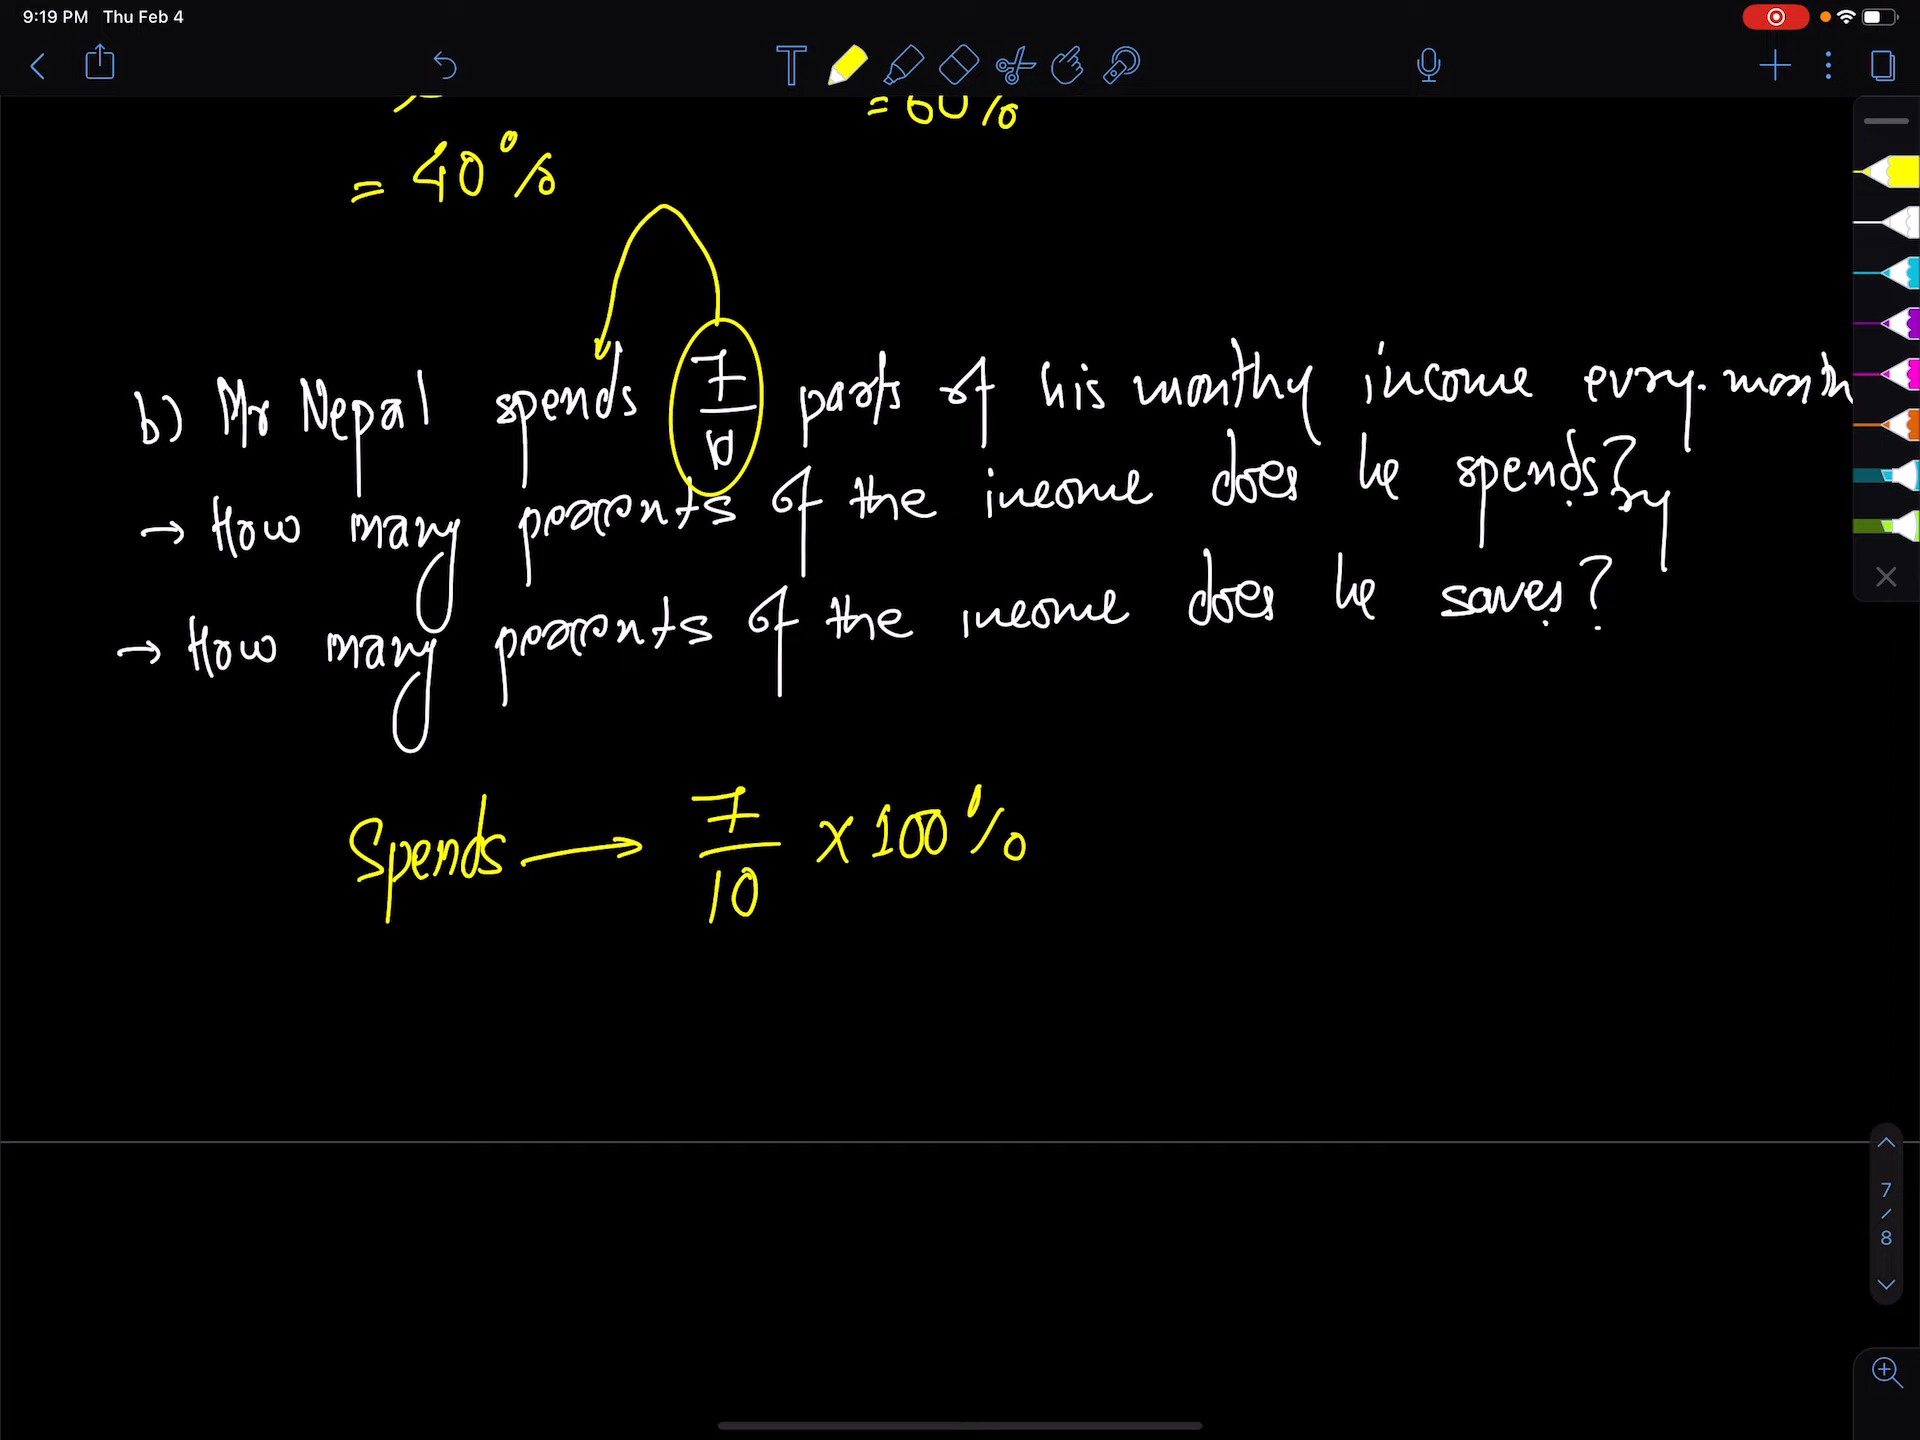 9:19 PM Thu Feb 4
= 60%
= 40%
b) Mr Nepal spends 7/10 parts of his monthy income evry month
→ How many percents of the income does he spends?
→ How many percents of the income does he saves?
Spends → 7/10 × 100%
7
/
8